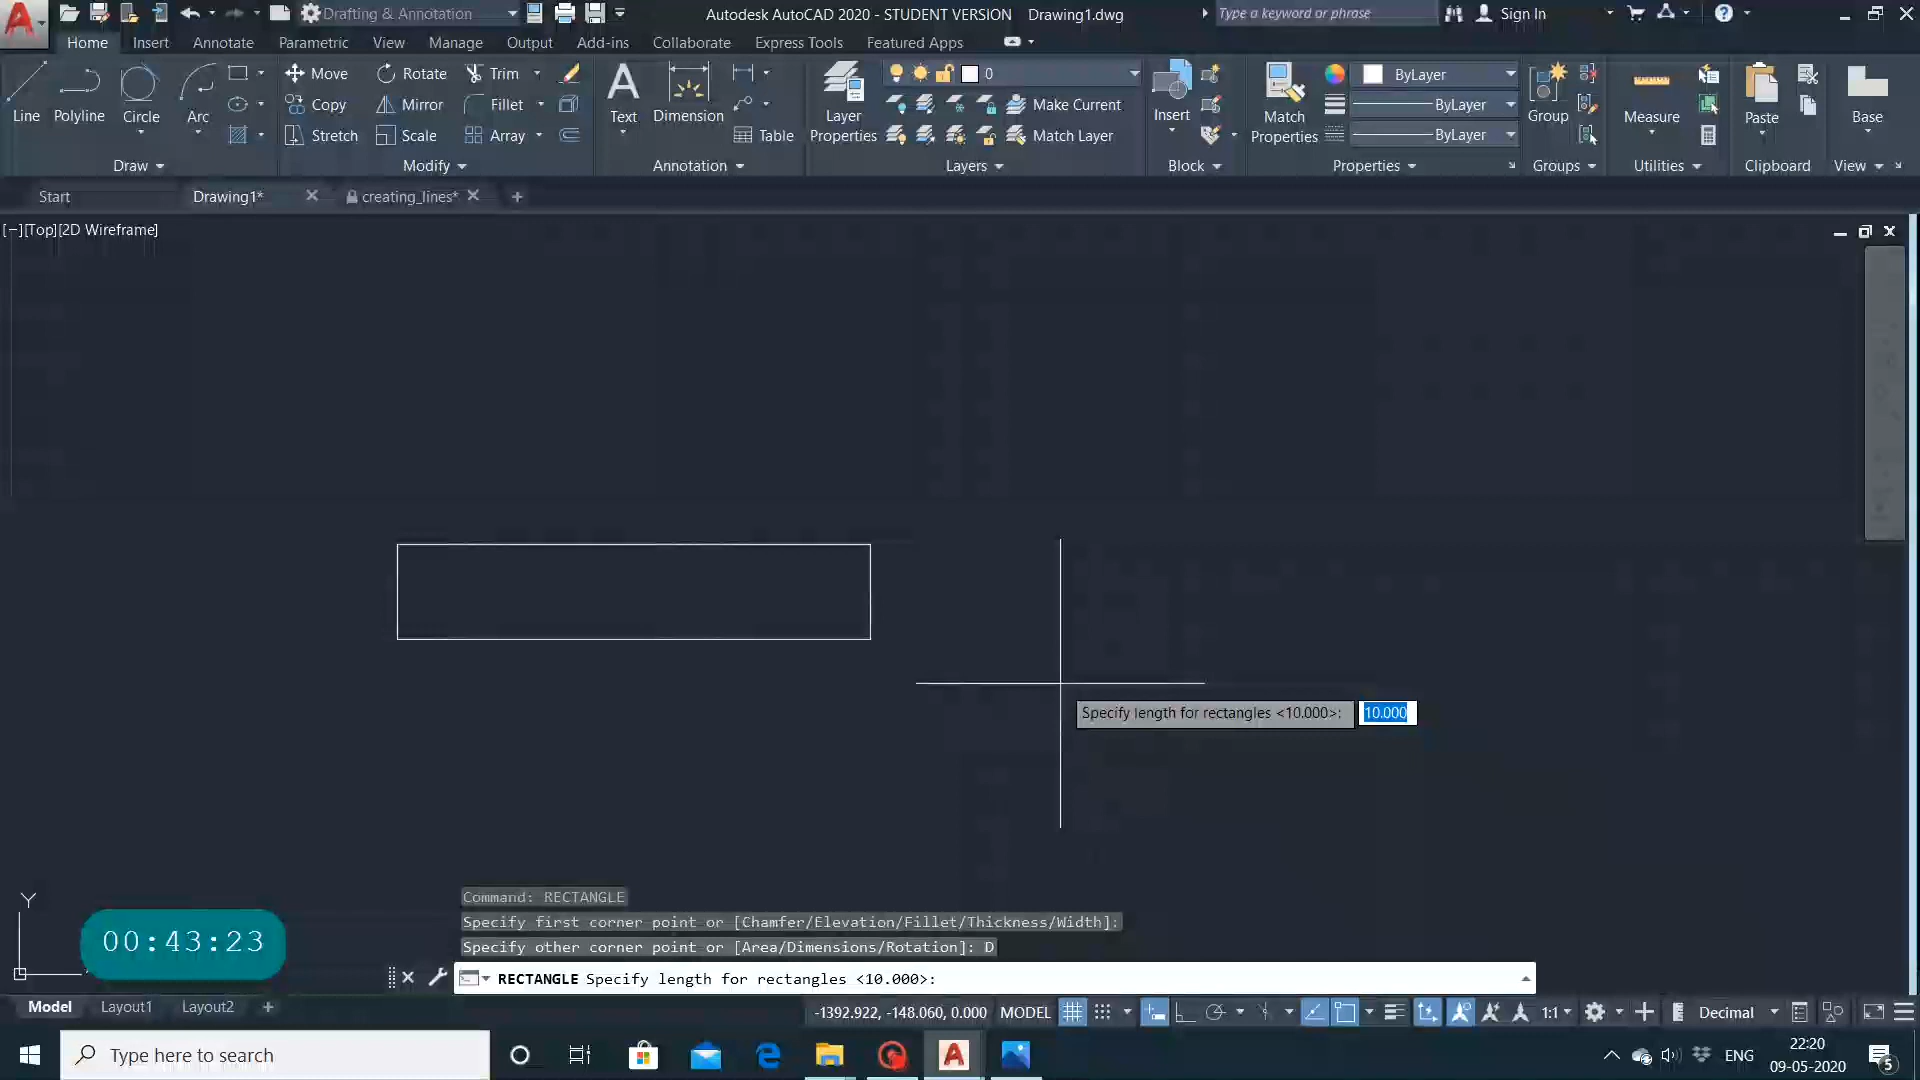 Drafting & Annotation
Autodesk AutoCAD 2020 - STUDENT VERSION Drawing1.dwg
Type a keyword or phrase
Sign In
Home Insert Annotate Parametric View Manage Output Add-ins Collaborate Express Tools Featured Apps
Line Polyline Circle Arc
Move Rotate Trim
Copy Mirror Fillet
Stretch Scale Array
Text Dimension Table
Layer Properties
0
Make Current
Match Layer
Insert
Match Properties
ByLayer
ByLayer
ByLayer
Group Measure Paste Base
Draw Modify Annotation Layers Block Properties Groups Utilities Clipboard View
Start Drawing1* creating_lines*
[−][Top][2D Wireframe]
Specify length for rectangles <10.000>: 10.000
Y
00:43:23
Command: RECTANGLE
Specify first corner point or [Chamfer/Elevation/Fillet/Thickness/Width]:
Specify other corner point or [Area/Dimensions/Rotation]: D
RECTANGLE Specify length for rectangles <10.000>:
Model Layout1 Layout2
-1392.922, -148.060, 0.000 MODEL 1:1 Decimal
Type here to search
ENG
22:20
09-05-2020
5